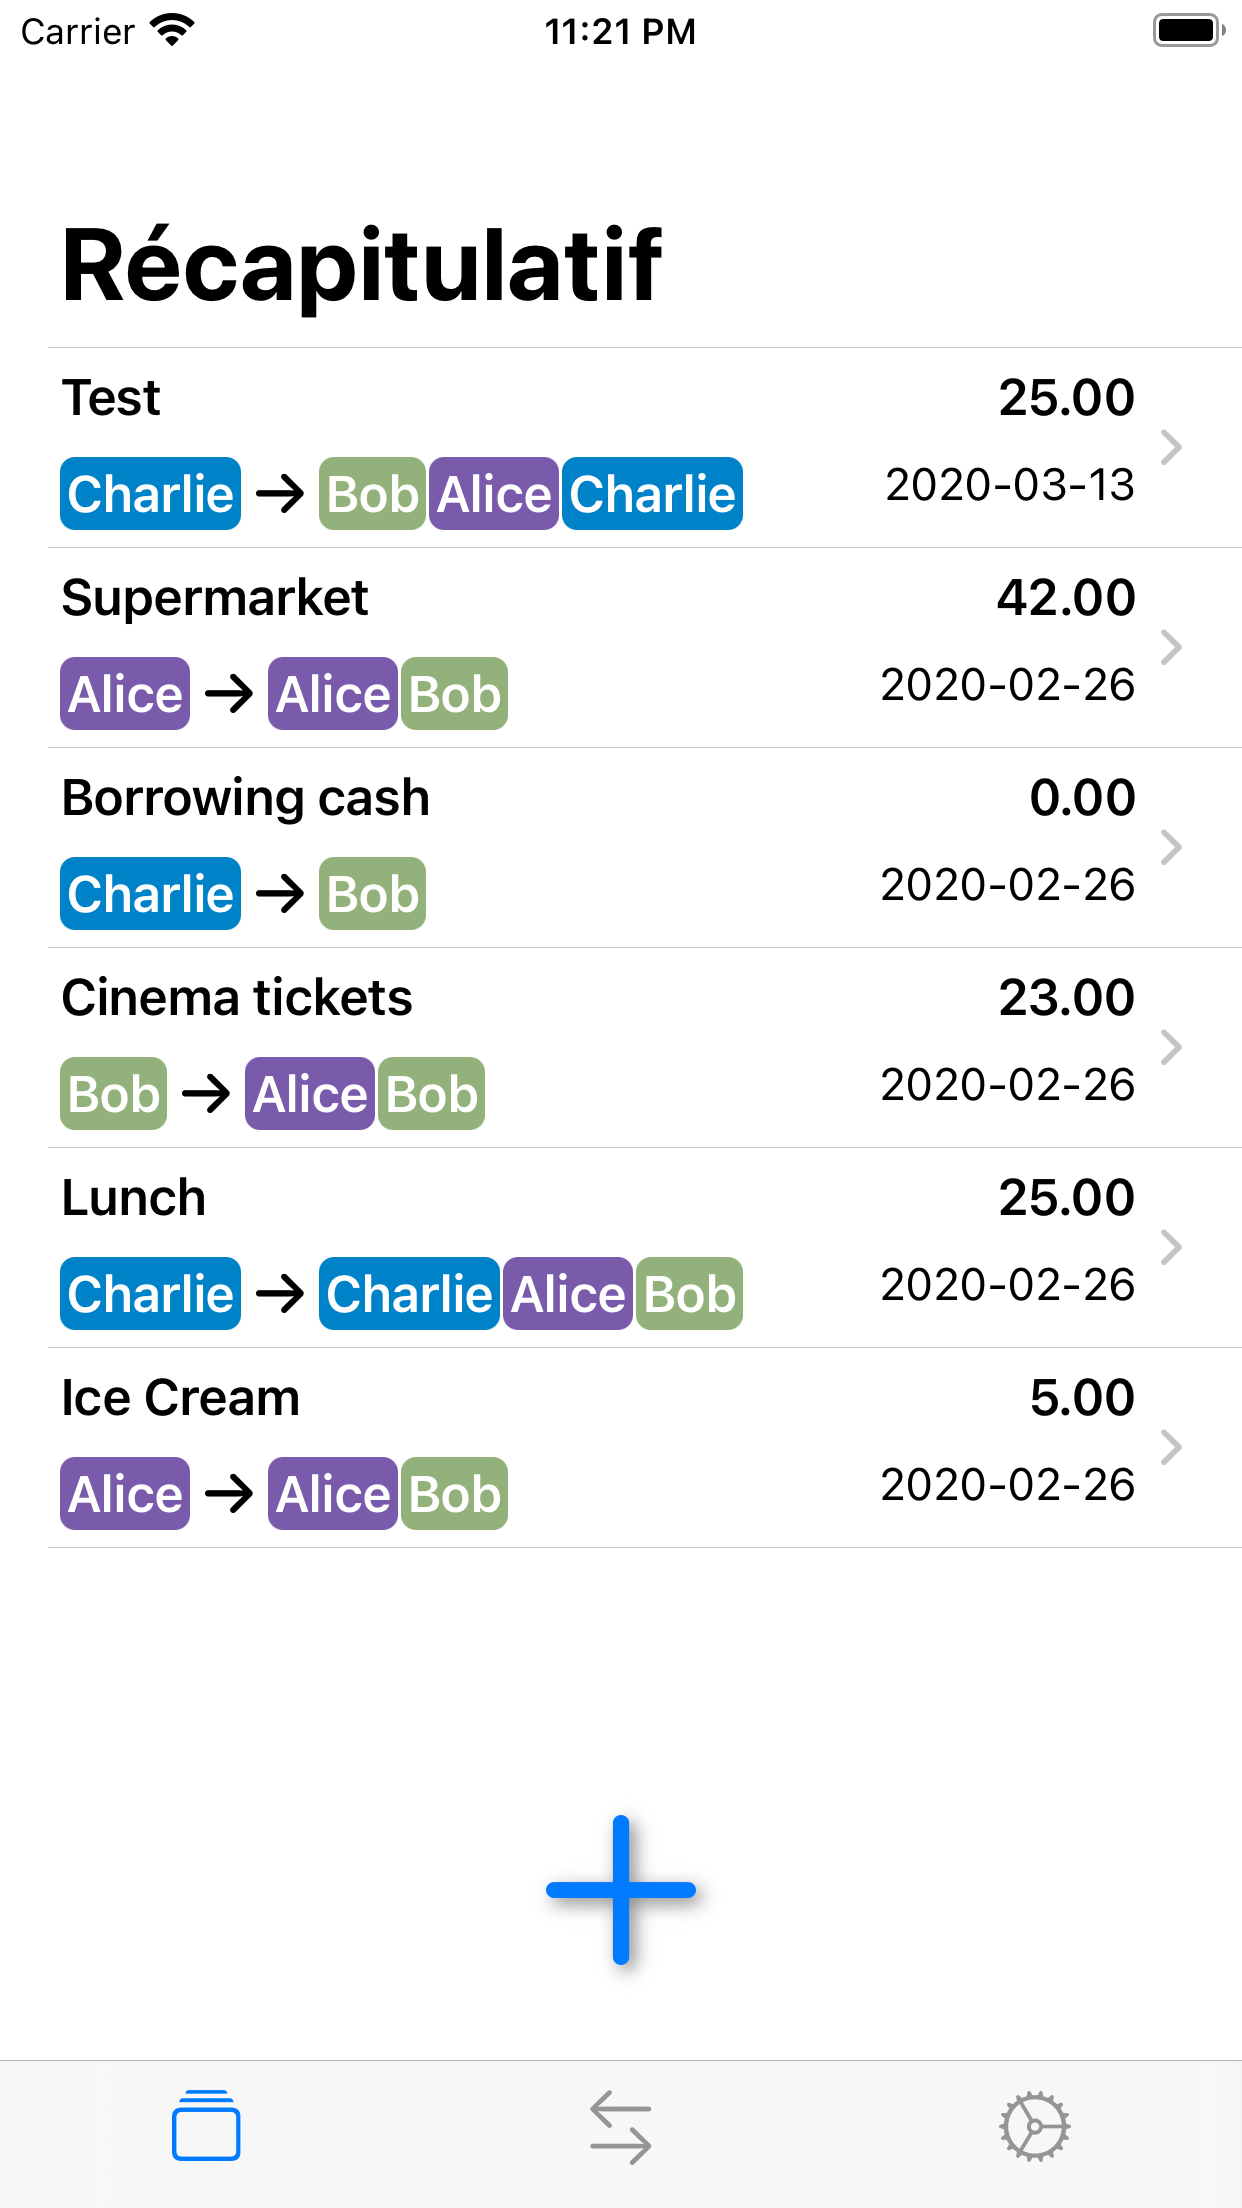 Carrier 11:21 PM
Récapitulatif
Test 25.00
Charlie → Bob Alice Charlie 2020-03-13
Supermarket 42.00
Alice → Alice Bob 2020-02-26
Borrowing cash 0.00
Charlie → Bob 2020-02-26
Cinema tickets 23.00
Bob → Alice Bob 2020-02-26
Lunch 25.00
Charlie → Charlie Alice Bob 2020-02-26
Ice Cream 5.00
Alice → Alice Bob 2020-02-26